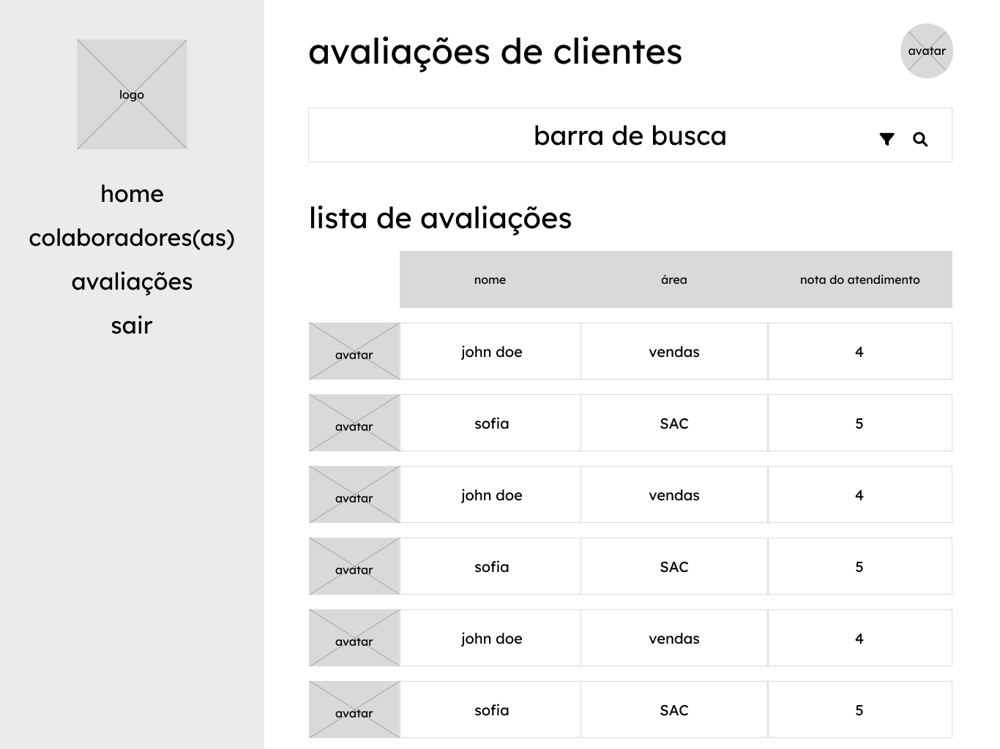 logo
home
colaboradores(as)
avaliações
sair
avaliações de clientes
avatar
barra de busca
lista de avaliações
nome área nota do atendimento
avatar john doe vendas 4
avatar sofia SAC 5
avatar john doe vendas 4
avatar sofia SAC 5
avatar john doe vendas 4
avatar sofia SAC 5